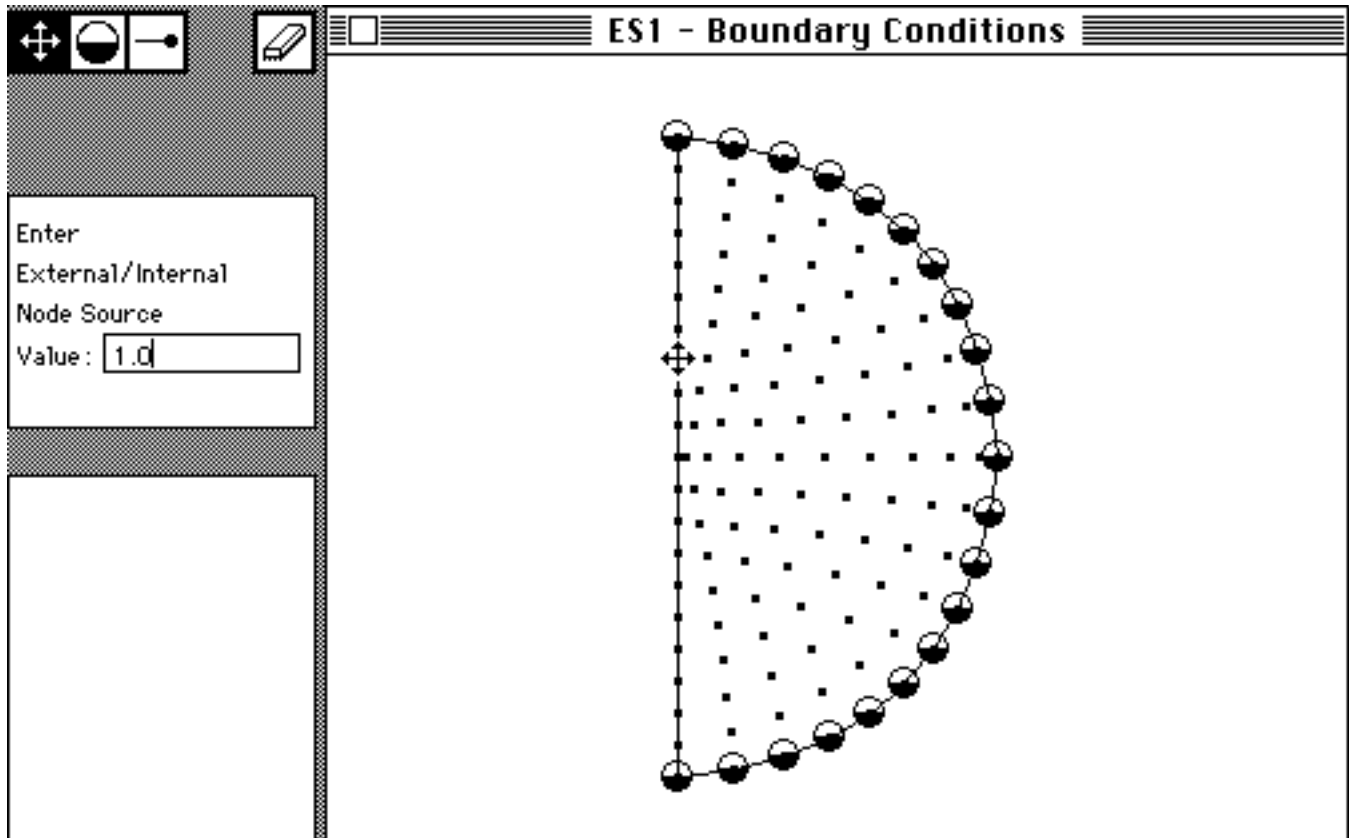 ES1 - Boundary Conditions
Enter
External/Internal
Node Source
Value: 1.0